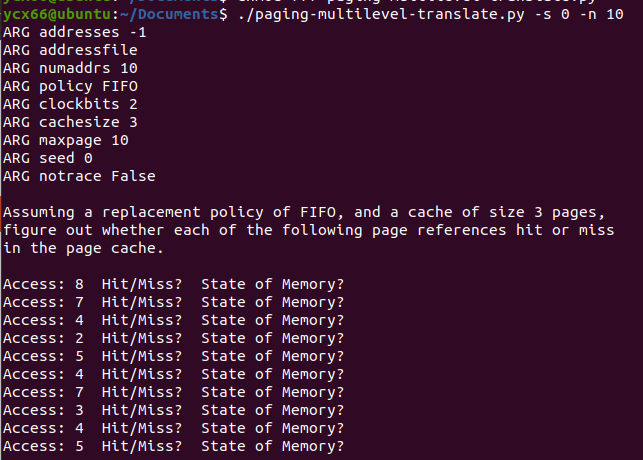 ycx66@ubuntu:~/Documents$ ./paging-multilevel-translate.py -s 0 -n 10
ARG addresses -1
ARG addressfile
ARG numaddrs 10
ARG policy FIFO
ARG clockbits 2
ARG cachesize 3
ARG maxpage 10
ARG seed 0
ARG notrace False

Assuming a replacement policy of FIFO, and a cache of size 3 pages,
figure out whether each of the following page references hit or miss
in the page cache.

Access: 8  Hit/Miss?  State of Memory?
Access: 7  Hit/Miss?  State of Memory?
Access: 4  Hit/Miss?  State of Memory?
Access: 2  Hit/Miss?  State of Memory?
Access: 5  Hit/Miss?  State of Memory?
Access: 4  Hit/Miss?  State of Memory?
Access: 7  Hit/Miss?  State of Memory?
Access: 3  Hit/Miss?  State of Memory?
Access: 4  Hit/Miss?  State of Memory?
Access: 5  Hit/Miss?  State of Memory?